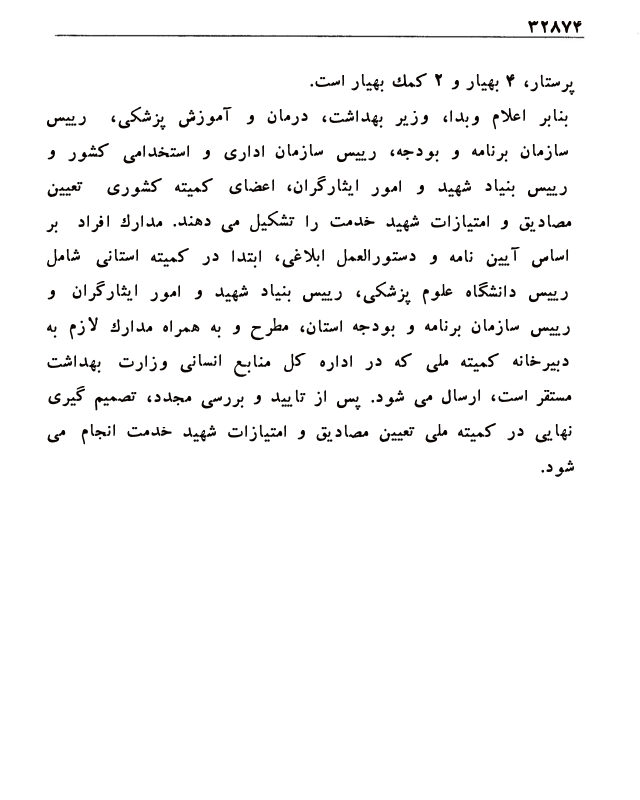 ۳۲۸۷۴
پرستار، ۴ بهیار و ۲ كمك بهیار است.
بنابر اعلام وبدا، وزیر بهداشت، درمان و آموزش پزشکی، رییس
سازمان برنامه و بودجه، رییس سازمان اداری و استخدامی کشور و
رییس بنیاد شهید و امور ایثارگران، اعضای کمیته کشوری تعیین
مصادیق و امتیازات شهید خدمت را تشکیل می دهند. مدارك افراد بر
اساس آیین نامه و دستورالعمل ابلاغی، ابتدا در کمیته استانی شامل
رییس دانشگاه علوم پزشکی، رییس بنیاد شهید و امور ایثارگران و
رییس سازمان برنامه و بودجه استان، مطرح و به همراه مدارك لازم به
دبیرخانه کمیته ملی که در اداره کل منابع انسانی وزارت بهداشت
مستقر است، ارسال می شود. پس از تایید و بررسی مجدد، تصمیم گیری
نهایی در کمیته ملی تعیین مصادیق و امتیازات شهید خدمت انجام می
شود.